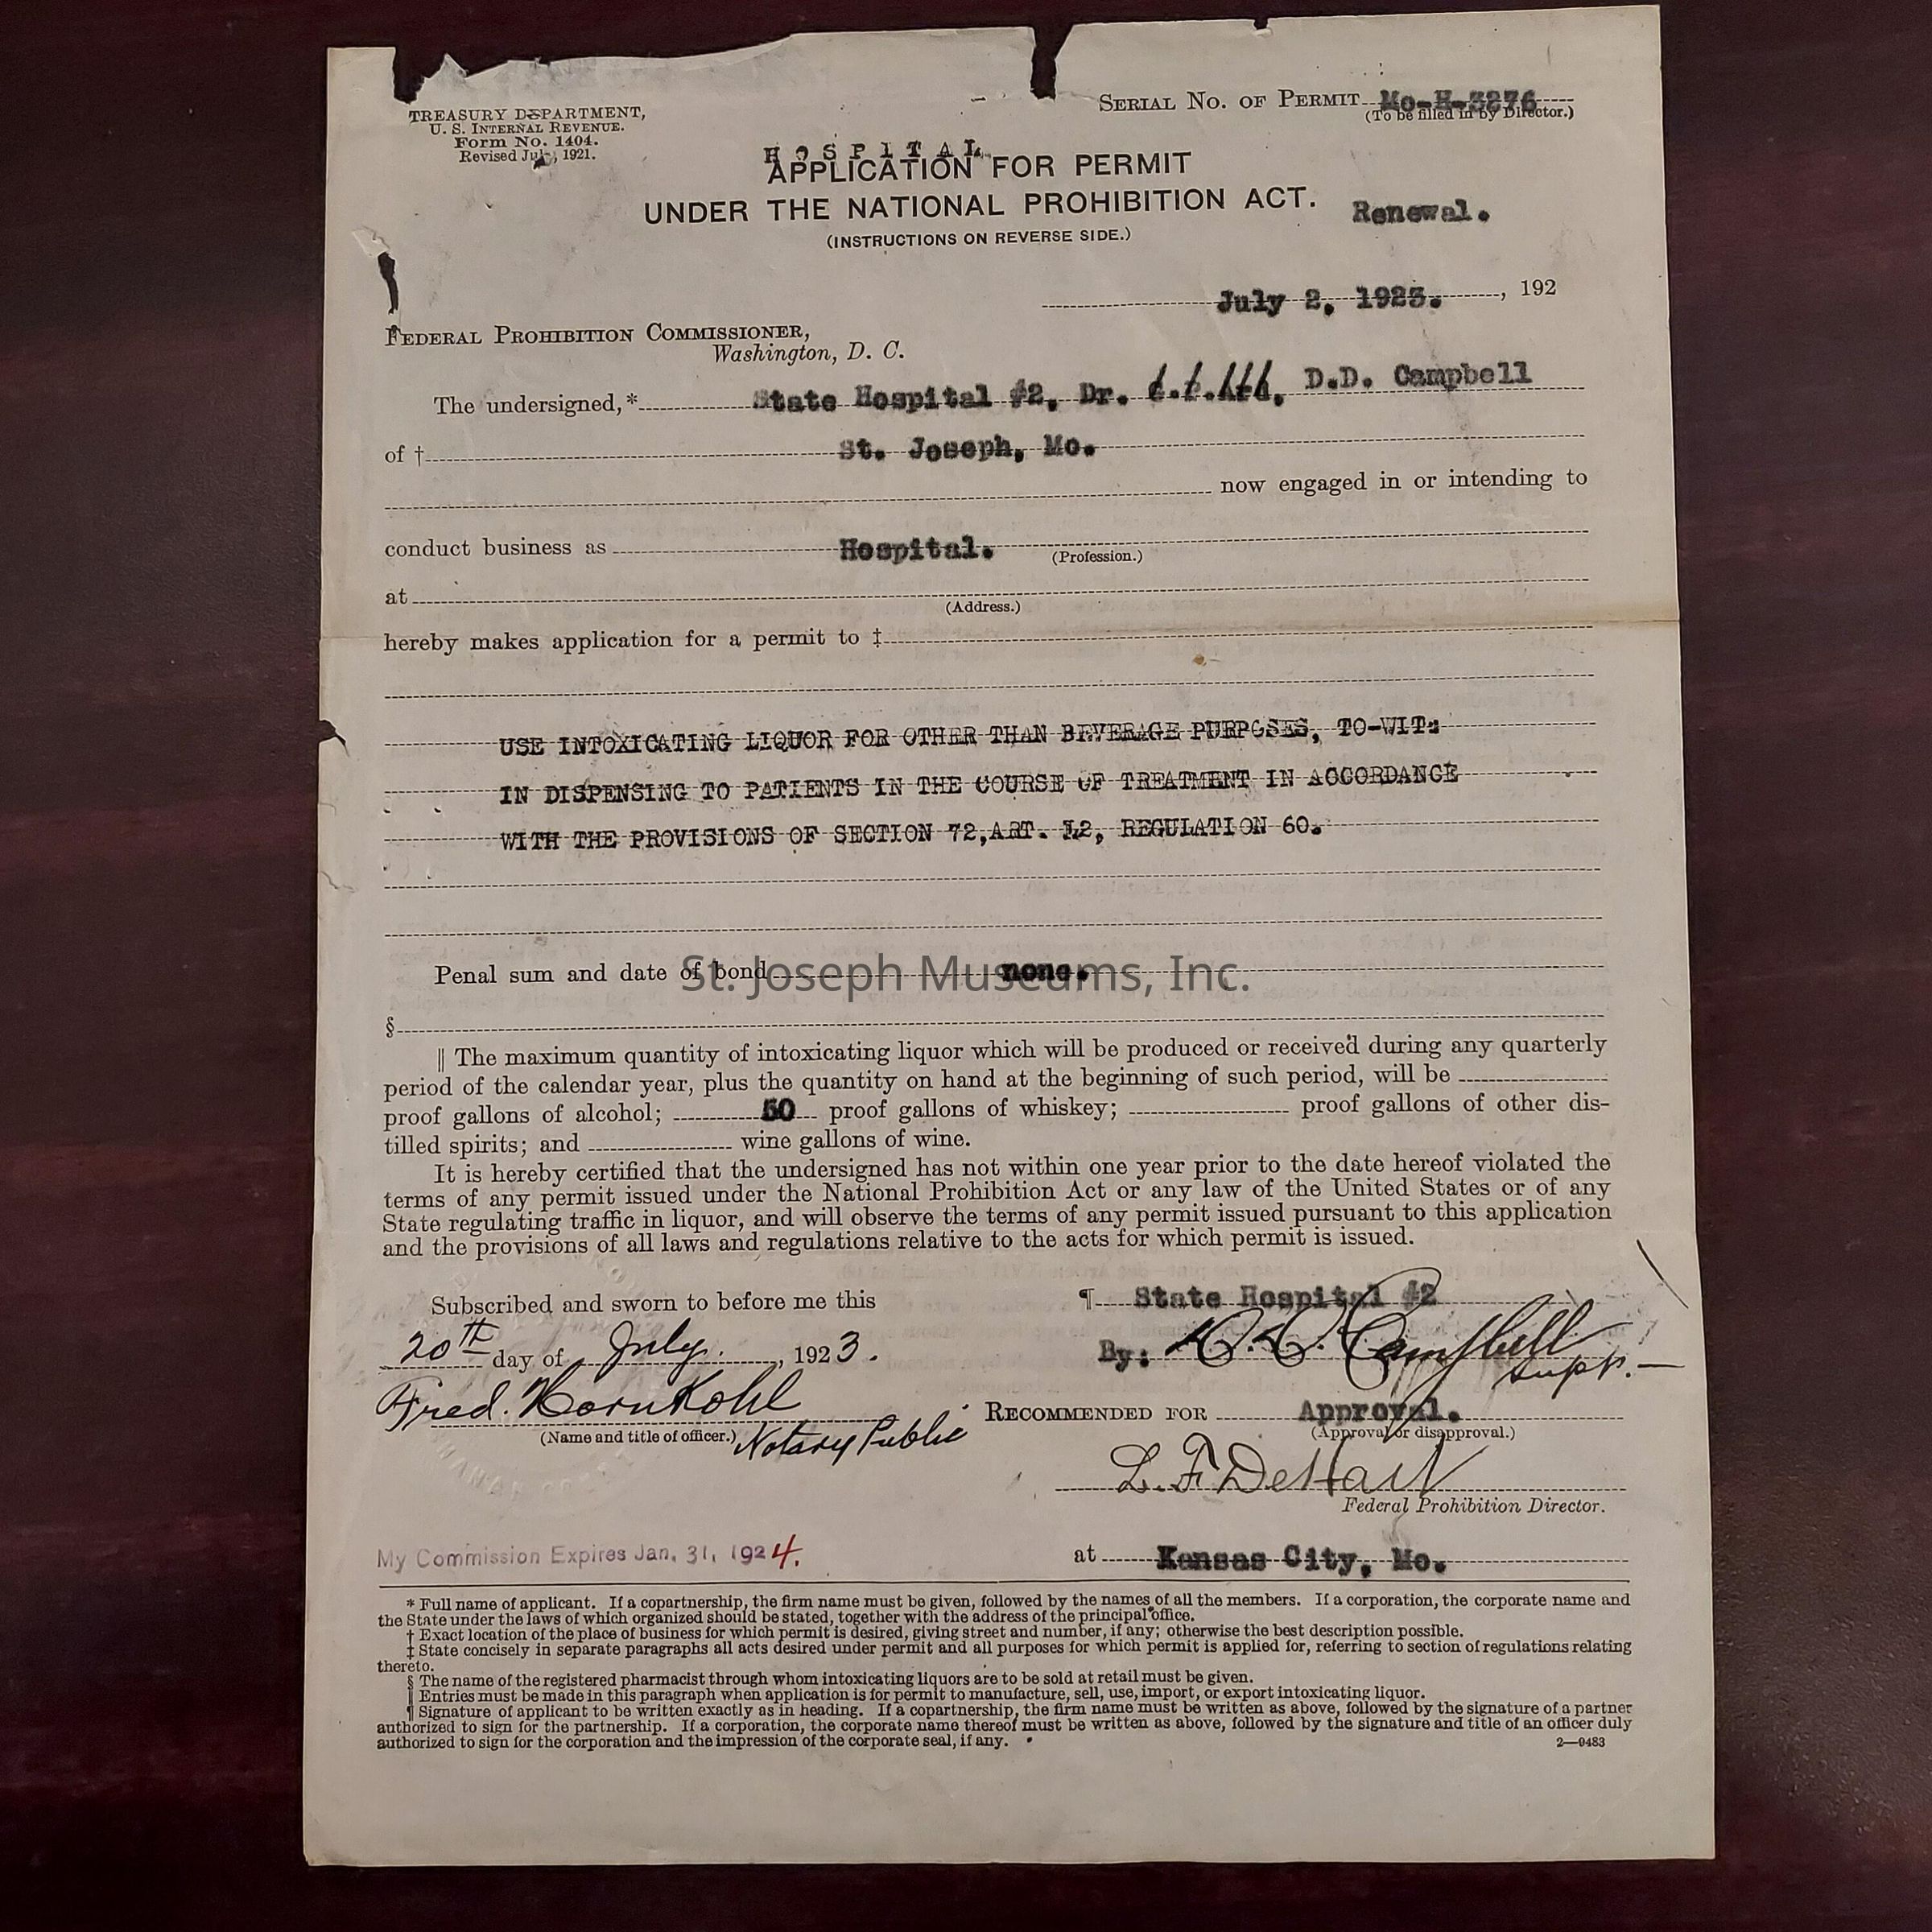 TREASURY DEPARTMENT,
U. S. INTERNAL REVENUE.
Form No. 1404.
Revised July, 1921.
SERIAL NO. OF PERMIT Mo-H-3276
(To be filled in by Director.)
HOSPITAL
APPLICATION FOR PERMIT
UNDER THE NATIONAL PROHIBITION ACT. Renewal.
(INSTRUCTIONS ON REVERSE SIDE.)
July 2, 1923. , 192
FEDERAL PROHIBITION COMMISSIONER,
Washington, D. C.
The undersigned,* State Hospital #2, Dr. D.D. Campbell
of † St. Joseph, Mo.
now engaged in or intending to
conduct business as Hospital.
(Profession.)
at
(Address.)
hereby makes application for a permit to ‡
USE INTOXICATING LIQUOR FOR OTHER THAN BEVERAGE PURPOSES, TO-WIT:
IN DISPENSING TO PATIENTS IN THE COURSE OF TREATMENT IN ACCORDANCE
WITH THE PROVISIONS OF SECTION 72,ART. 12, REGULATION 60.
Penal sum and date of bond none.
St. Joseph Museums, Inc.
§
‖ The maximum quantity of intoxicating liquor which will be produced or received during any quarterly
period of the calendar year, plus the quantity on hand at the beginning of such period, will be
proof gallons of alcohol; 50 proof gallons of whiskey; proof gallons of other dis-
tilled spirits; and wine gallons of wine.
It is hereby certified that the undersigned has not within one year prior to the date hereof violated the
terms of any permit issued under the National Prohibition Act or any law of the United States or of any
State regulating traffic in liquor, and will observe the terms of any permit issued pursuant to this application
and the provisions of all laws and regulations relative to the acts for which permit is issued.
Subscribed and sworn to before me this
20th day of July. , 1923.
Fred. Hornkohl
(Name and title of officer.) Notary Public
My Commission Expires Jan. 31, 1924.
¶ State Hospital #2
By: D. D. Campbell
Supt.
RECOMMENDED FOR Approval.
(Approval or disapproval.)
L. F. DeHart
Federal Prohibition Director.
at Kansas City, Mo.
* Full name of applicant. If a copartnership, the firm name must be given, followed by the names of all the members. If a corporation, the corporate name and
the State under the laws of which organized should be stated, together with the address of the principal office.
† Exact location of the place of business for which permit is desired, giving street and number, if any; otherwise the best description possible.
‡ State concisely in separate paragraphs all acts desired under permit and all purposes for which permit is applied for, referring to section of regulations relating
thereto.
§ The name of the registered pharmacist through whom intoxicating liquors are to be sold at retail must be given.
‖ Entries must be made in this paragraph when application is for permit to manufacture, sell, use, import, or export intoxicating liquor.
¶ Signature of applicant to be written exactly as in heading. If a copartnership, the firm name must be written as above, followed by the signature of a partner
authorized to sign for the partnership. If a corporation, the corporate name thereof must be written as above, followed by the signature and title of an officer duly
authorized to sign for the corporation and the impression of the corporate seal, if any.
2—9483